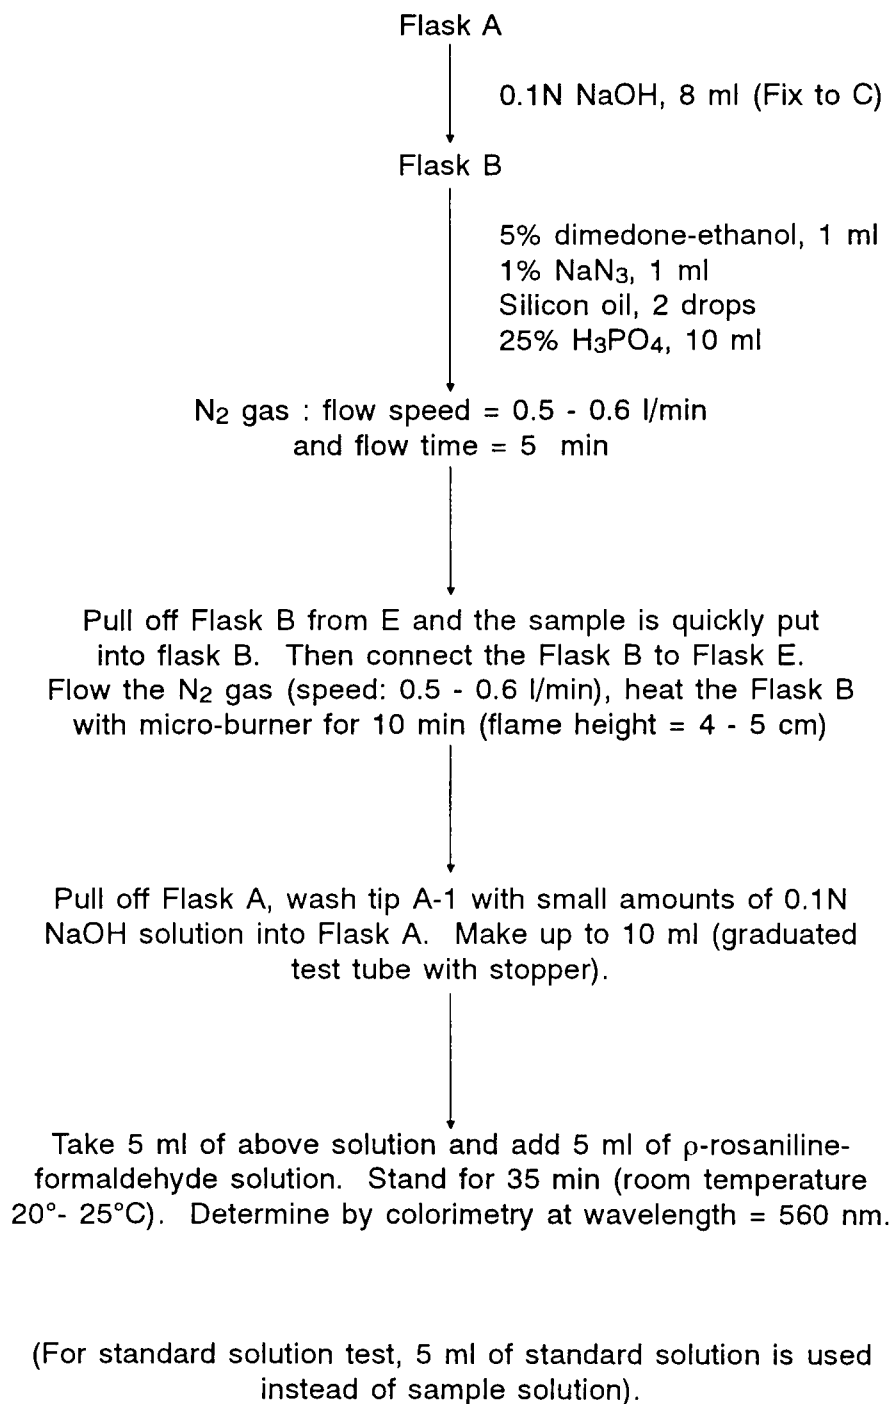 Flask A
0.1N NaOH, 8 ml (Fix to C)
Flask B
5% dimedone-ethanol, 1 ml
1% NaN3, 1 ml
Silicon oil, 2 drops
25% H3PO4, 10 ml
N2 gas : flow speed = 0.5 - 0.6 l/min
and flow time = 5 min
Pull off Flask B from E and the sample is quickly put
into flask B. Then connect the Flask B to Flask E.
Flow the N2 gas (speed: 0.5 - 0.6 l/min), heat the Flask B
with micro-burner for 10 min (flame height = 4 - 5 cm)
Pull off Flask A, wash tip A-1 with small amounts of 0.1N
NaOH solution into Flask A. Make up to 10 ml (graduated
test tube with stopper).
Take 5 ml of above solution and add 5 ml of ρ-rosaniline-
formaldehyde solution. Stand for 35 min (room temperature
20°- 25°C). Determine by colorimetry at wavelength = 560 nm.
(For standard solution test, 5 ml of standard solution is used
instead of sample solution).